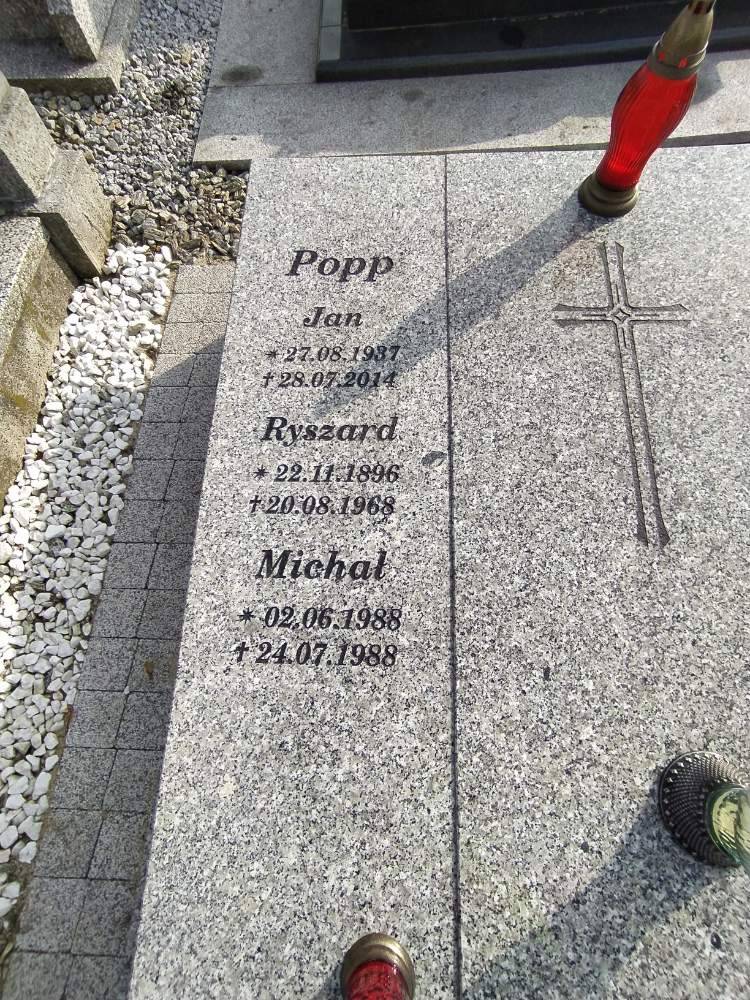 Popp
Jan
* 27.08.1937
† 28.07.2014
Ryszard
* 22.11.1896
† 20.08.1968
Michał
* 02.06.1988
† 24.07.1988